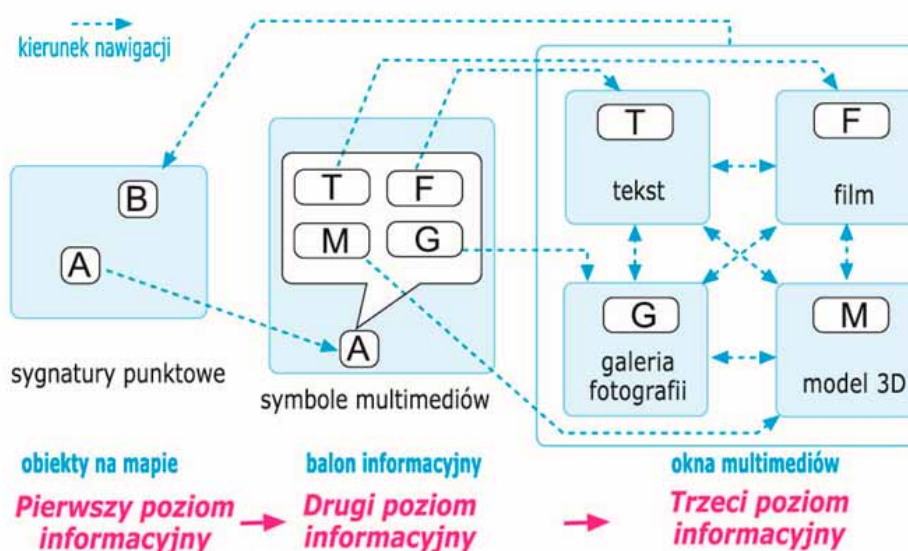 kierunek nawigacji
B
A
sygnatury punktowe
T
F
M
G
A
symbole multimediów
T
tekst
F
film
G
galeria
fotografii
M
model 3D
obiekty na mapie
balon informacyjny
okna multimediów
Pierwszy poziom
informacyjny
Drugi poziom
informacyjny
Trzeci poziom
informacyjny